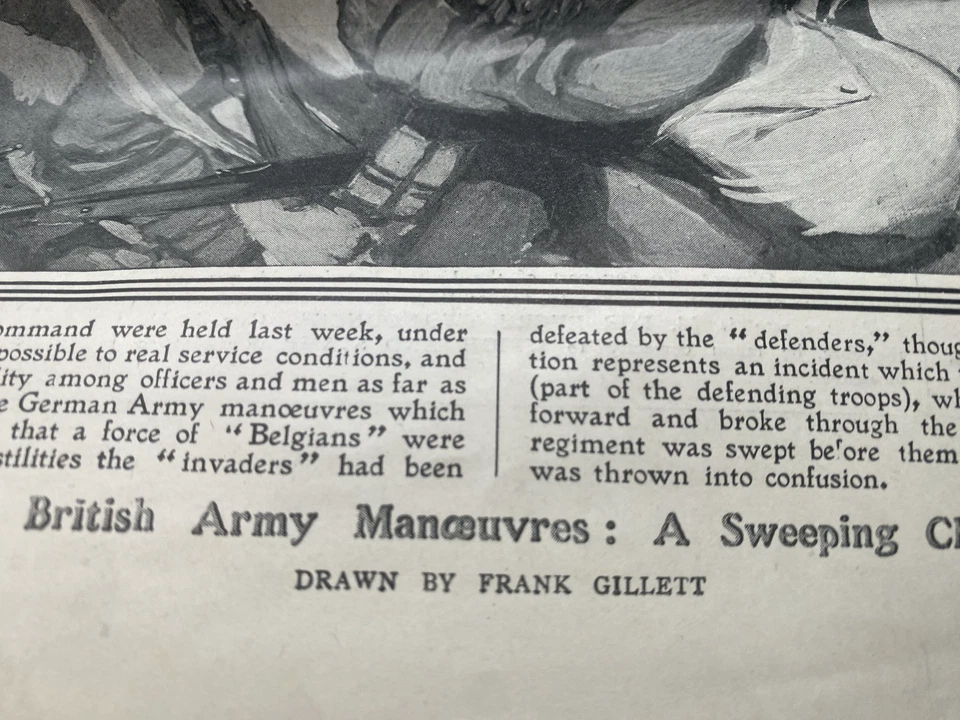 ommand were held last week, under
possible to real service conditions, and
ity among officers and men as far as
e German Army manœuvres which
that a force of "Belgians" were
stilities the "invaders" had been
defeated by the "defenders," thoug
tion represents an incident which
(part of the defending troops), wh
forward and broke through the
regiment was swept be'ore them
was thrown into confusion.
British Army Manœuvres: A Sweeping Cl
DRAWN BY FRANK GILLETT